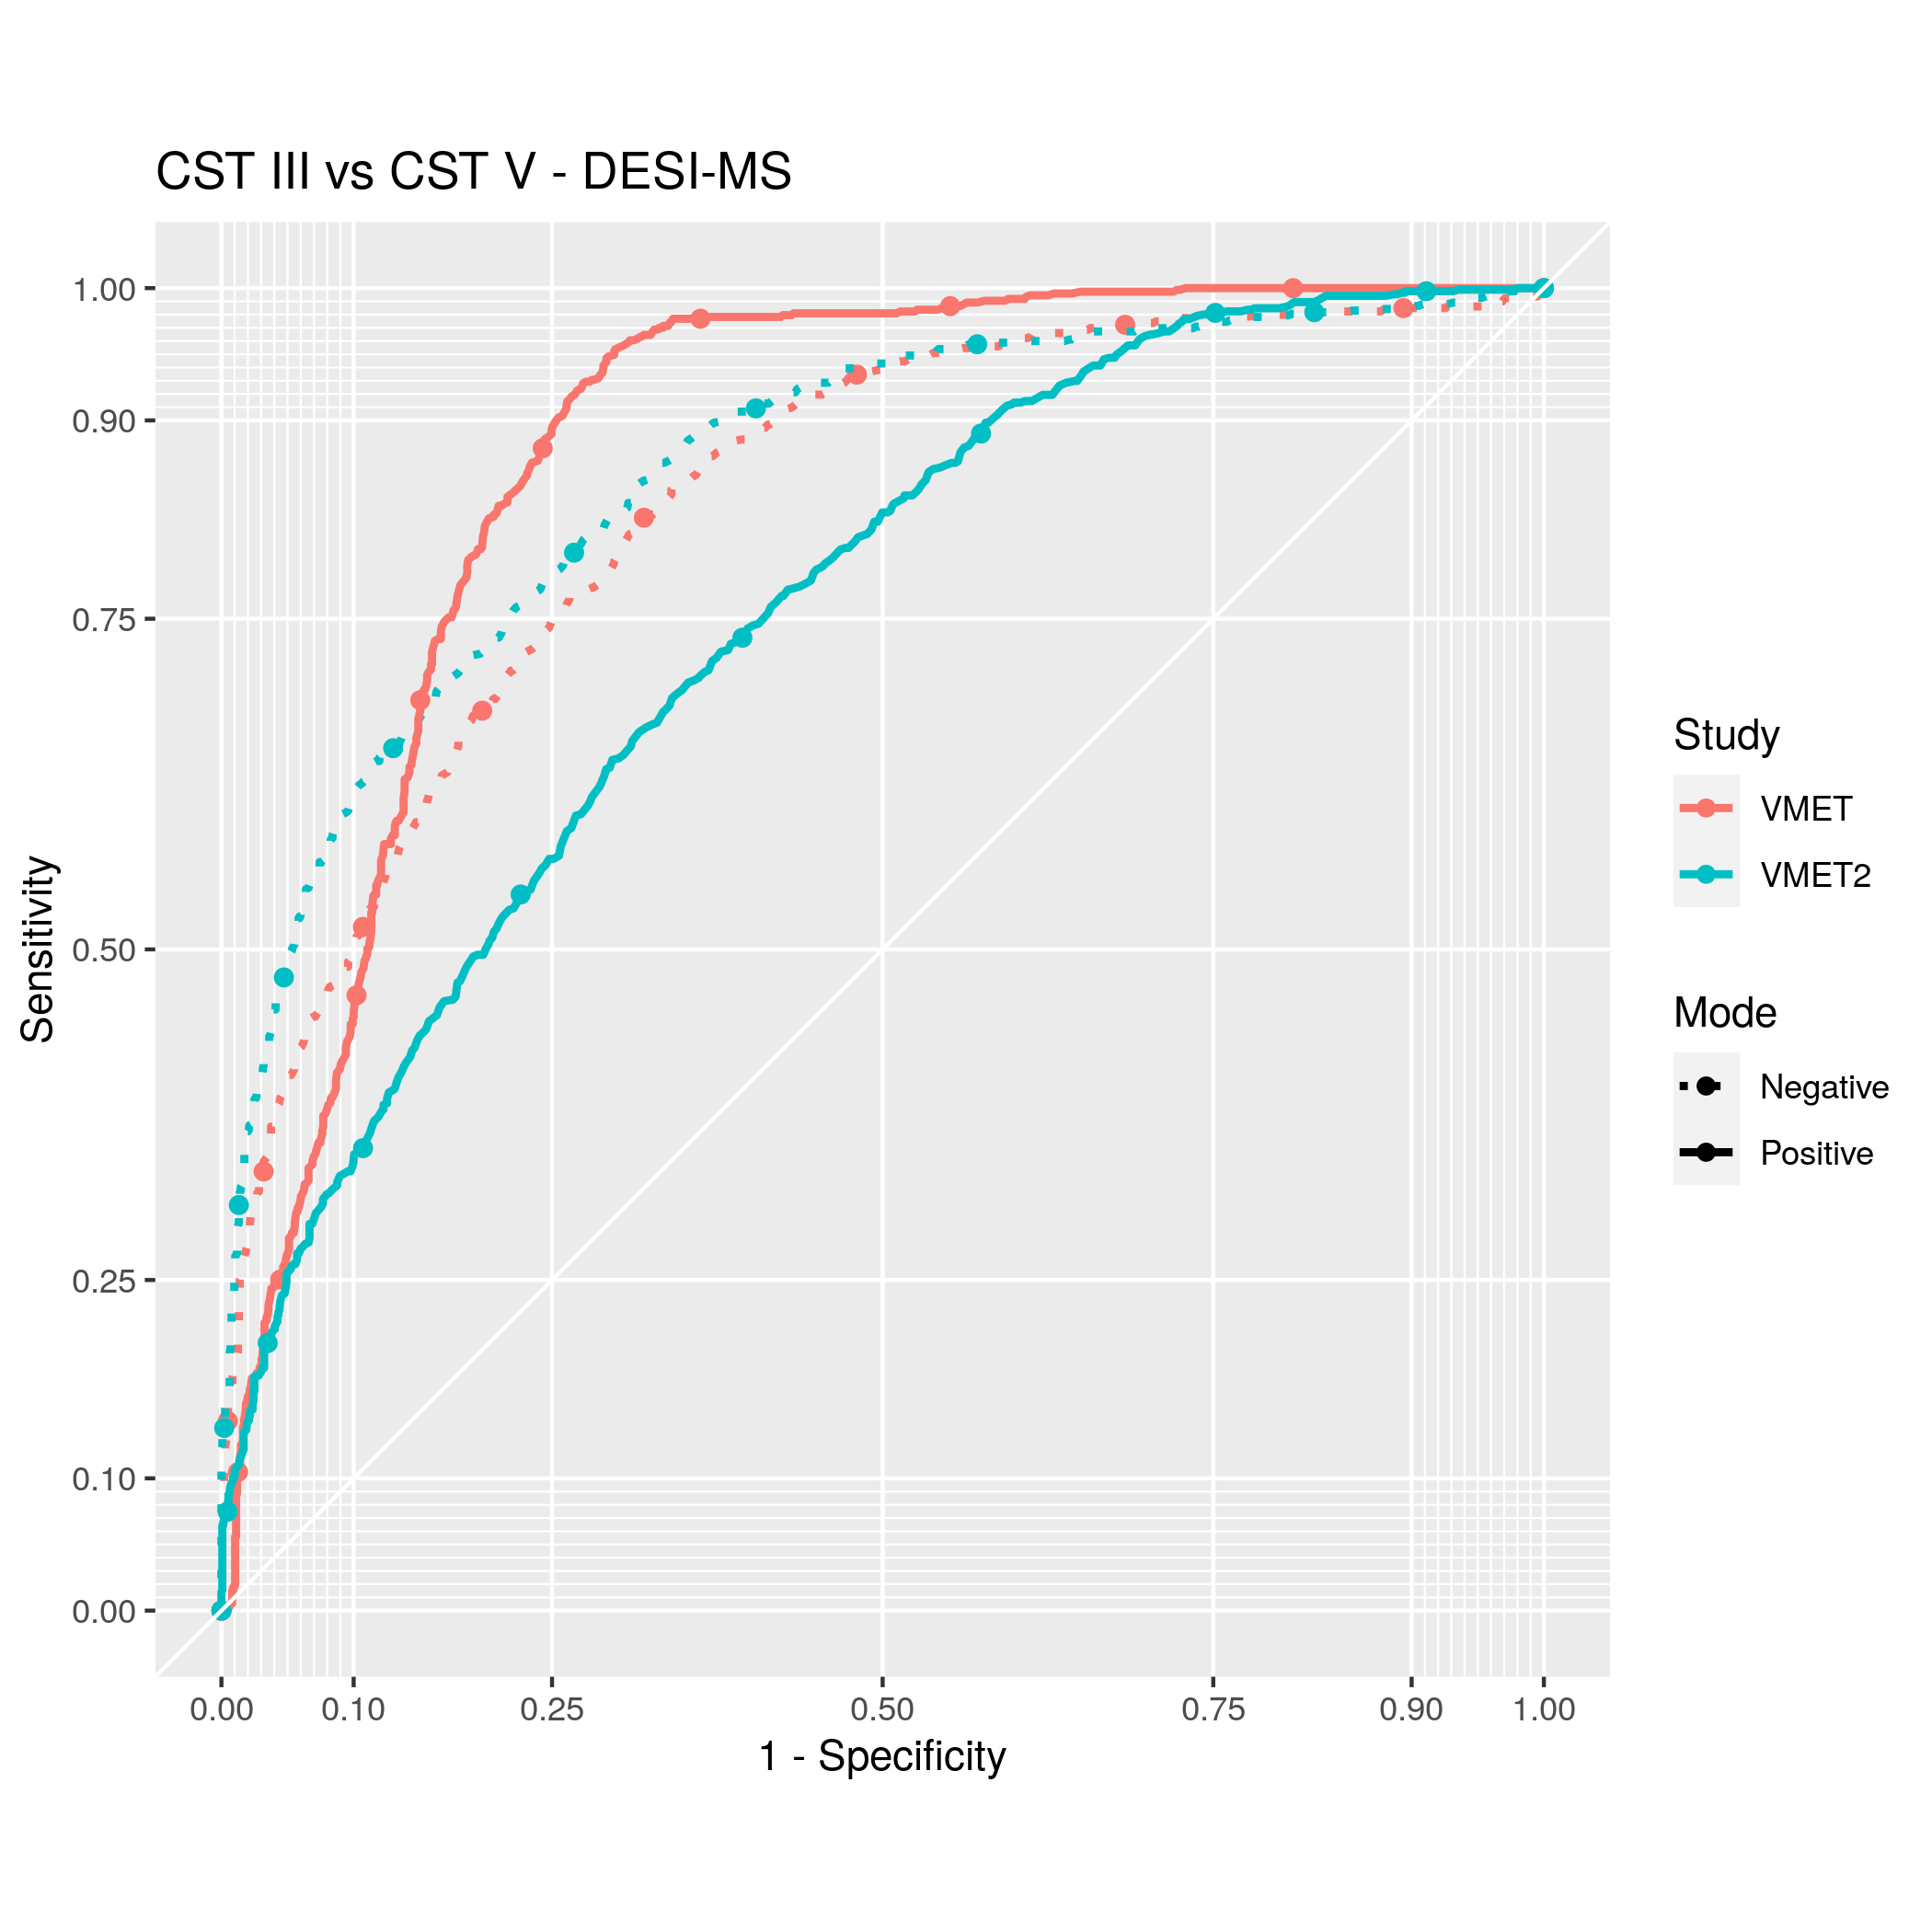 CST III vs CST V - DESI-MS
1.00
0.90
0.75
0.50
0.25
0.10
0.00
Sensitivity
0.00 0.10 0.25 0.50 0.75 0.90 1.00
1 - Specificity
Study
VMET
VMET2
Mode
Negative
Positive